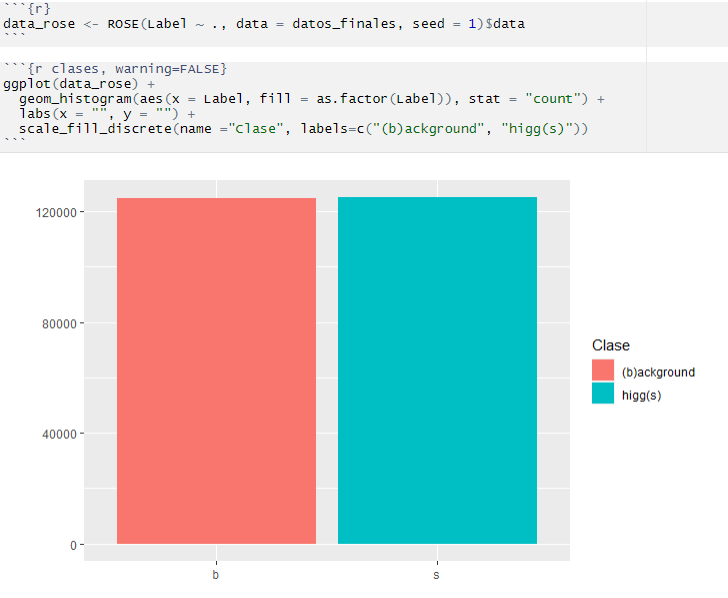 ```{r}
data_rose <- ROSE(Label ~ ., data = datos_finales, seed = 1)$data
```
```{r clases, warning=FALSE}
ggplot(data_rose) +
  geom_histogram(aes(x = Label, fill = as.factor(Label)), stat = "count") +
  labs(x = "", y = "") +
  scale_fill_discrete(name ="Clase", labels=c("(b)ackground", "higg(s)"))
```
120000
80000
40000
0
b
s
Clase
(b)ackground
higg(s)